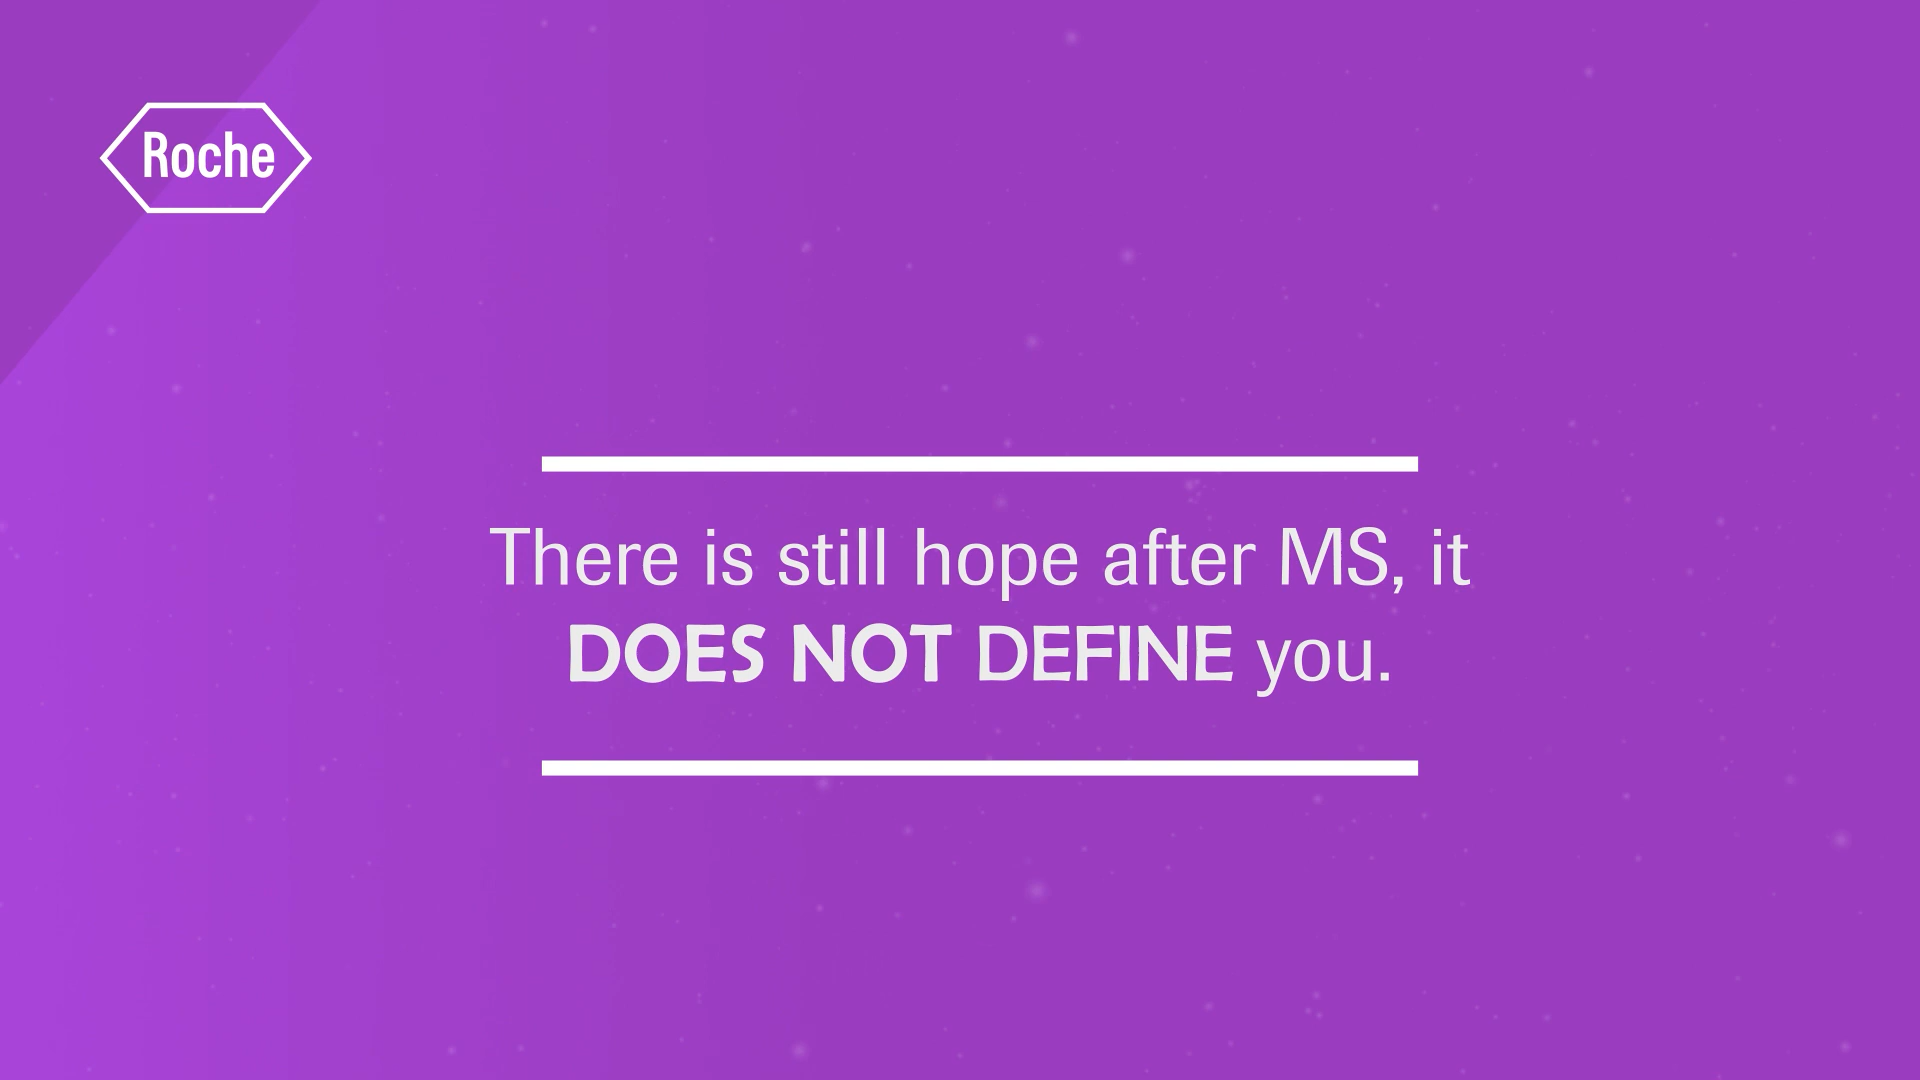 Roche
There is still hope after MS, it
DOES NOT DEFINE you.